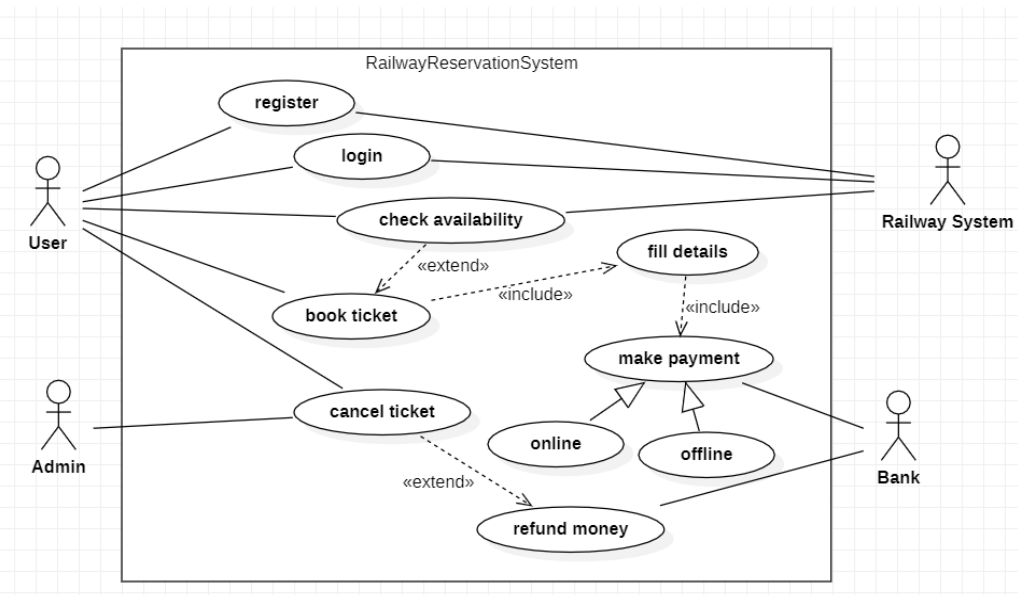 RailwayReservationSystem
register
login
User
Railway System
check availability
fill details
«extend»
«include»
book ticket
«include»
make payment
Admin
cancel ticket
online
offline
Bank
«extend»
refund money